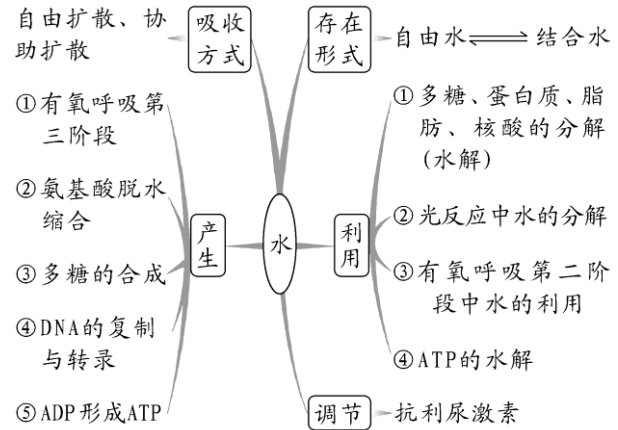 自由扩散、协
助扩散
吸收
方式
存在
形式
自由水⇌结合水
①有氧呼吸第
三阶段
②氨基酸脱水
缩合
③多糖的合成
④DNA的复制
与转录
⑤ADP形成ATP
产
生
水
利
用
①多糖、蛋白质、脂
肪、核酸的分解
(水解)
②光反应中水的分解
③有氧呼吸第二阶
段中水的利用
④ATP的水解
调节
抗利尿激素